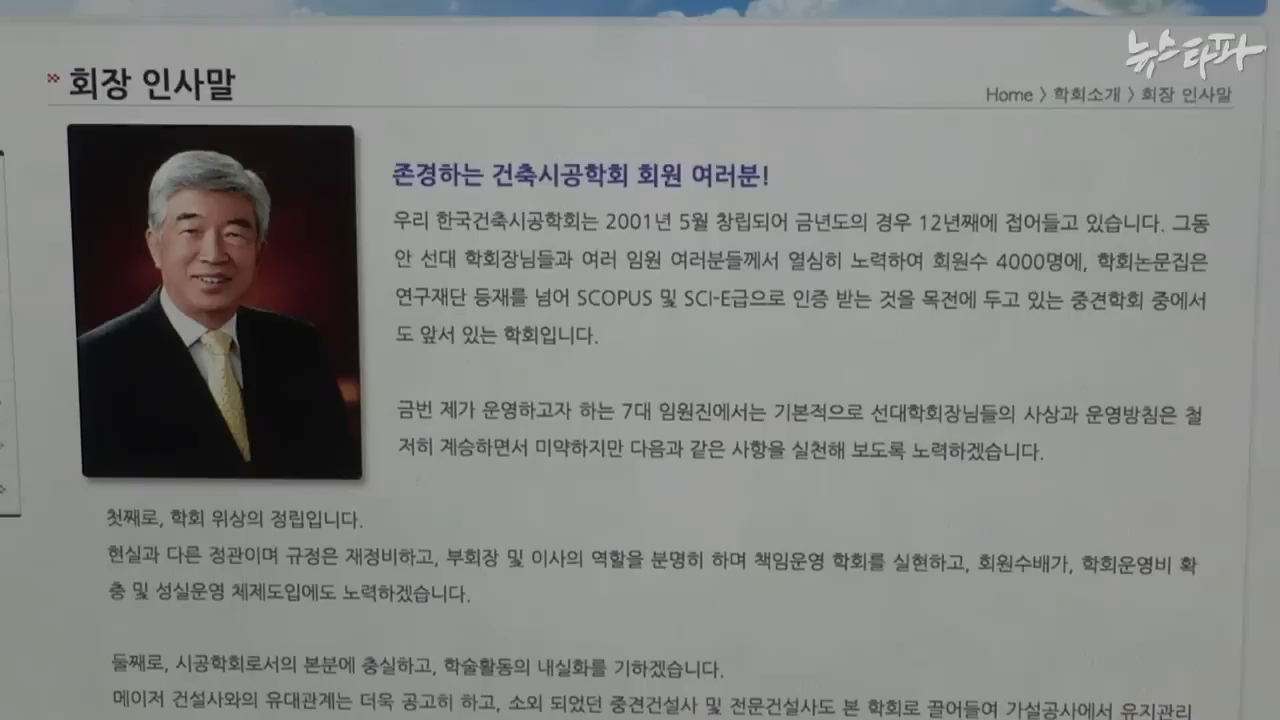 뉴스타파
회장 인사말
Home > 학회소개 > 회장 인사말
존경하는 건축시공학회 회원 여러분!
우리 한국건축시공학회는 2001년 5월 창립되어 금년도의 경우 12년째에 접어들고 있습니다. 그동
안 선대 학회장님들과 여러 임원 여러분들께서 열심히 노력하여 회원수 4000명에, 학회논문집은
연구재단 등재를 넘어 SCOPUS 및 SCI-E급으로 인증 받는 것을 목전에 두고 있는 중견학회 중에서
도 앞서 있는 학회입니다.
금번 제가 운영하고자 하는 7대 임원진에서는 기본적으로 선대학회장님들의 사상과 운영방침은 철
저히 계승하면서 미약하지만 다음과 같은 사항을 실천해 보도록 노력하겠습니다.
첫째로, 학회 위상의 정립입니다.
현실과 다른 정관이며 규정은 재정비하고, 부회장 및 이사의 역할을 분명히 하며 책임운영 학회를 실현하고, 회원수배가, 학회운영비 확
충 및 성실운영 체제도입에도 노력하겠습니다.
둘째로, 시공학회로서의 본분에 충실하고, 학술활동의 내실화를 기하겠습니다.
메이저 건설사와의 유대관계는 더욱 공고히 하고, 소외 되었던 중견건설사 및 전문건설사도 본 학회로 끌어들여 가설공사에서 유지관리